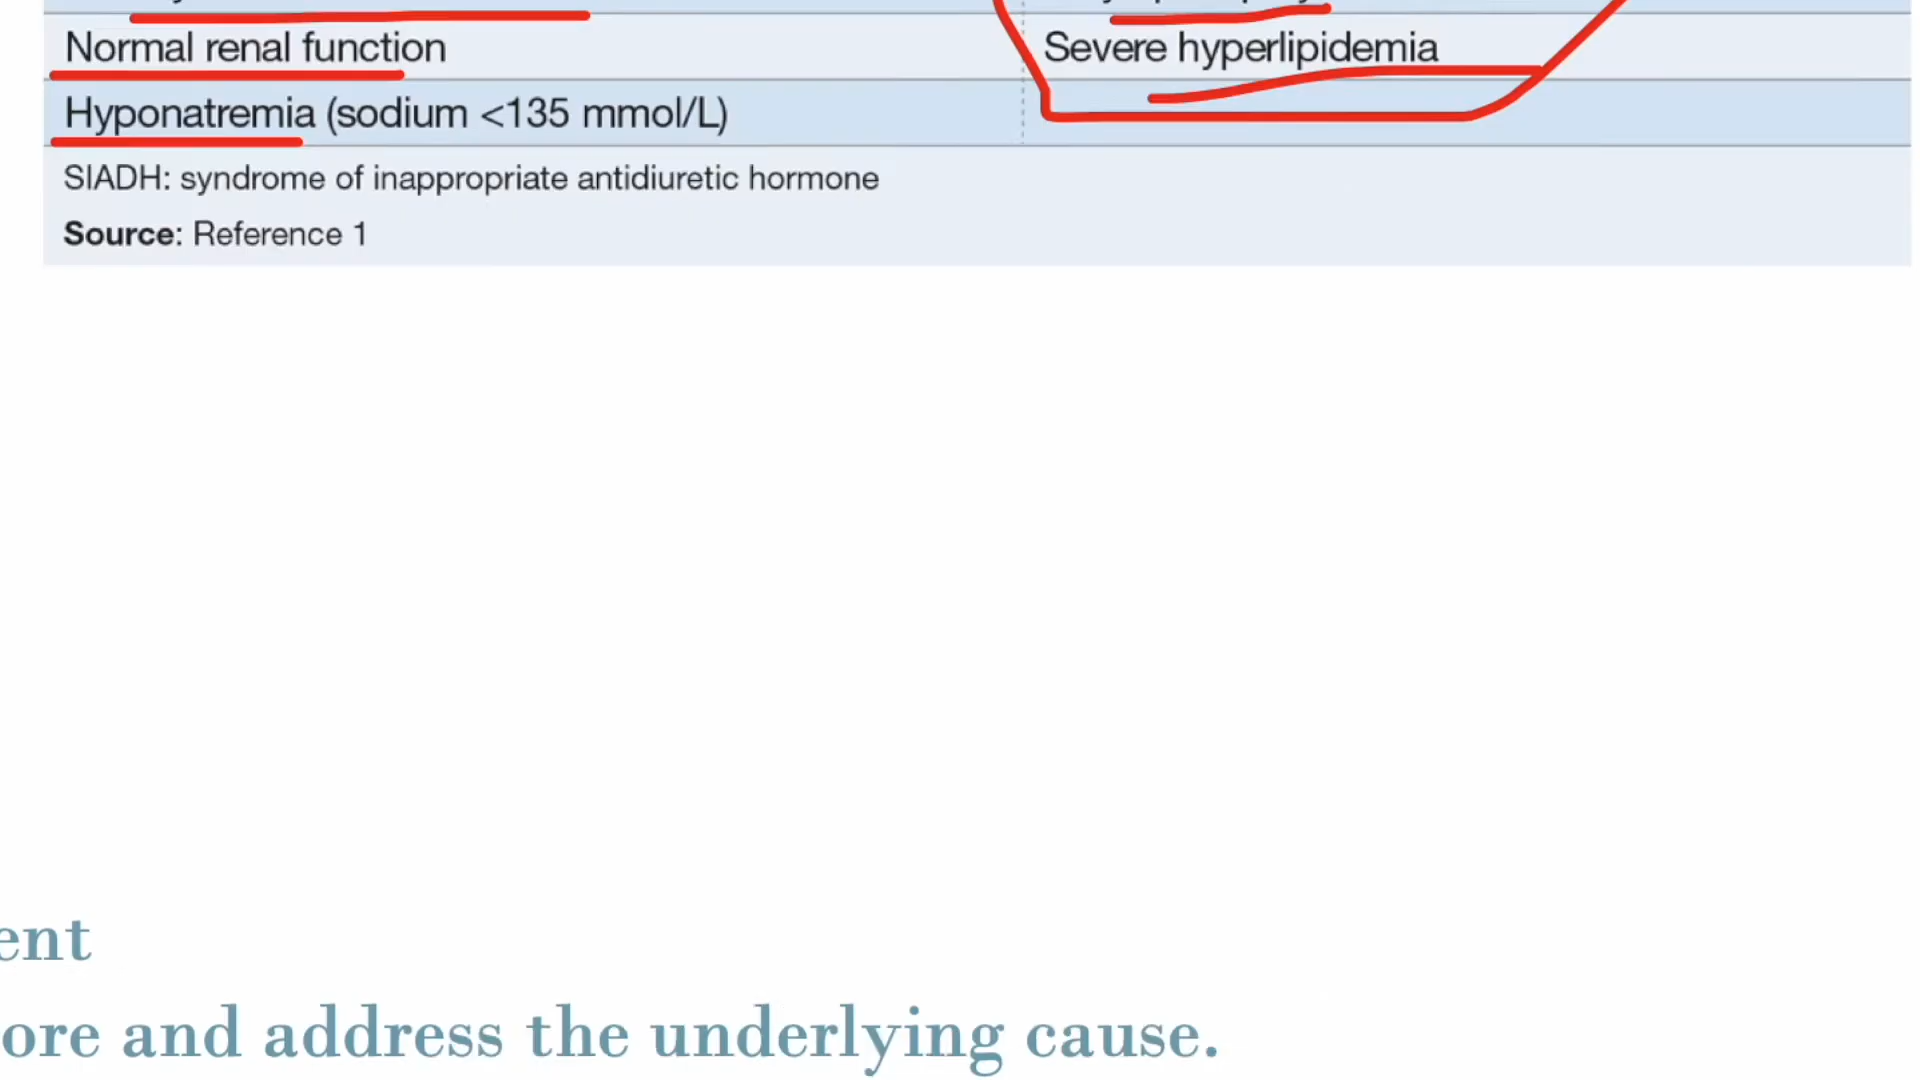 Normal renal function
Severe hyperlipidemia
Hyponatremia (sodium <135 mmol/L)
SIADH: syndrome of inappropriate antidiuretic hormone
Source: Reference 1
ent
ore and address the underlying cause.